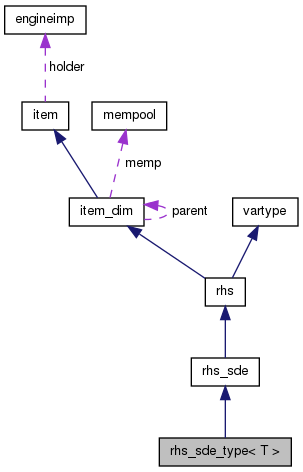 engineimp
holder
item
mempool
memp
item_dim
parent
vartype
rhs
rhs_sde
rhs_sde_type< T >